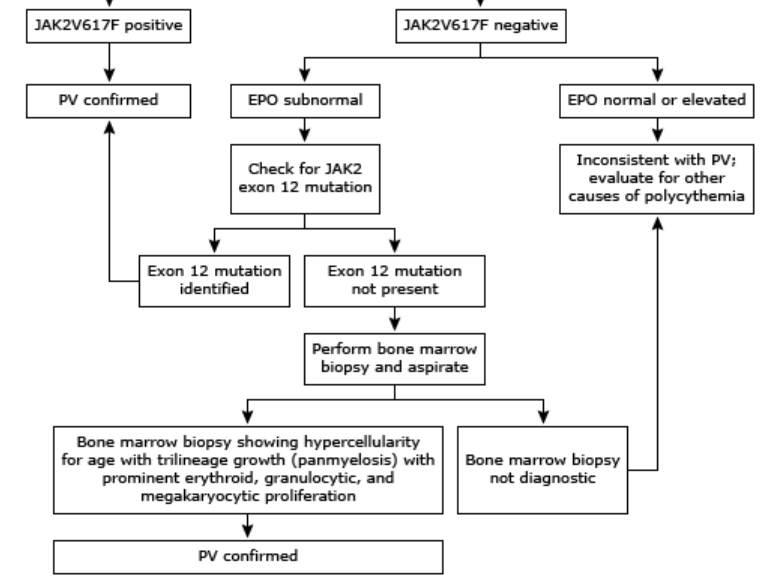 JAK2V617F positive
JAK2V617F negative
PV confirmed
EPO subnormal
EPO normal or elevated
Check for JAK2
exon 12 mutation
Inconsistent with PV;
evaluate for other
causes of polycythemia
Exon 12 mutation
identified
Exon 12 mutation
not present
Perform bone marrow
biopsy and aspirate
Bone marrow biopsy showing hypercellularity
for age with trilineage growth (panmyelosis) with
prominent erythroid, granulocytic, and
megakaryocytic proliferation
Bone marrow biopsy
not diagnostic
PV confirmed